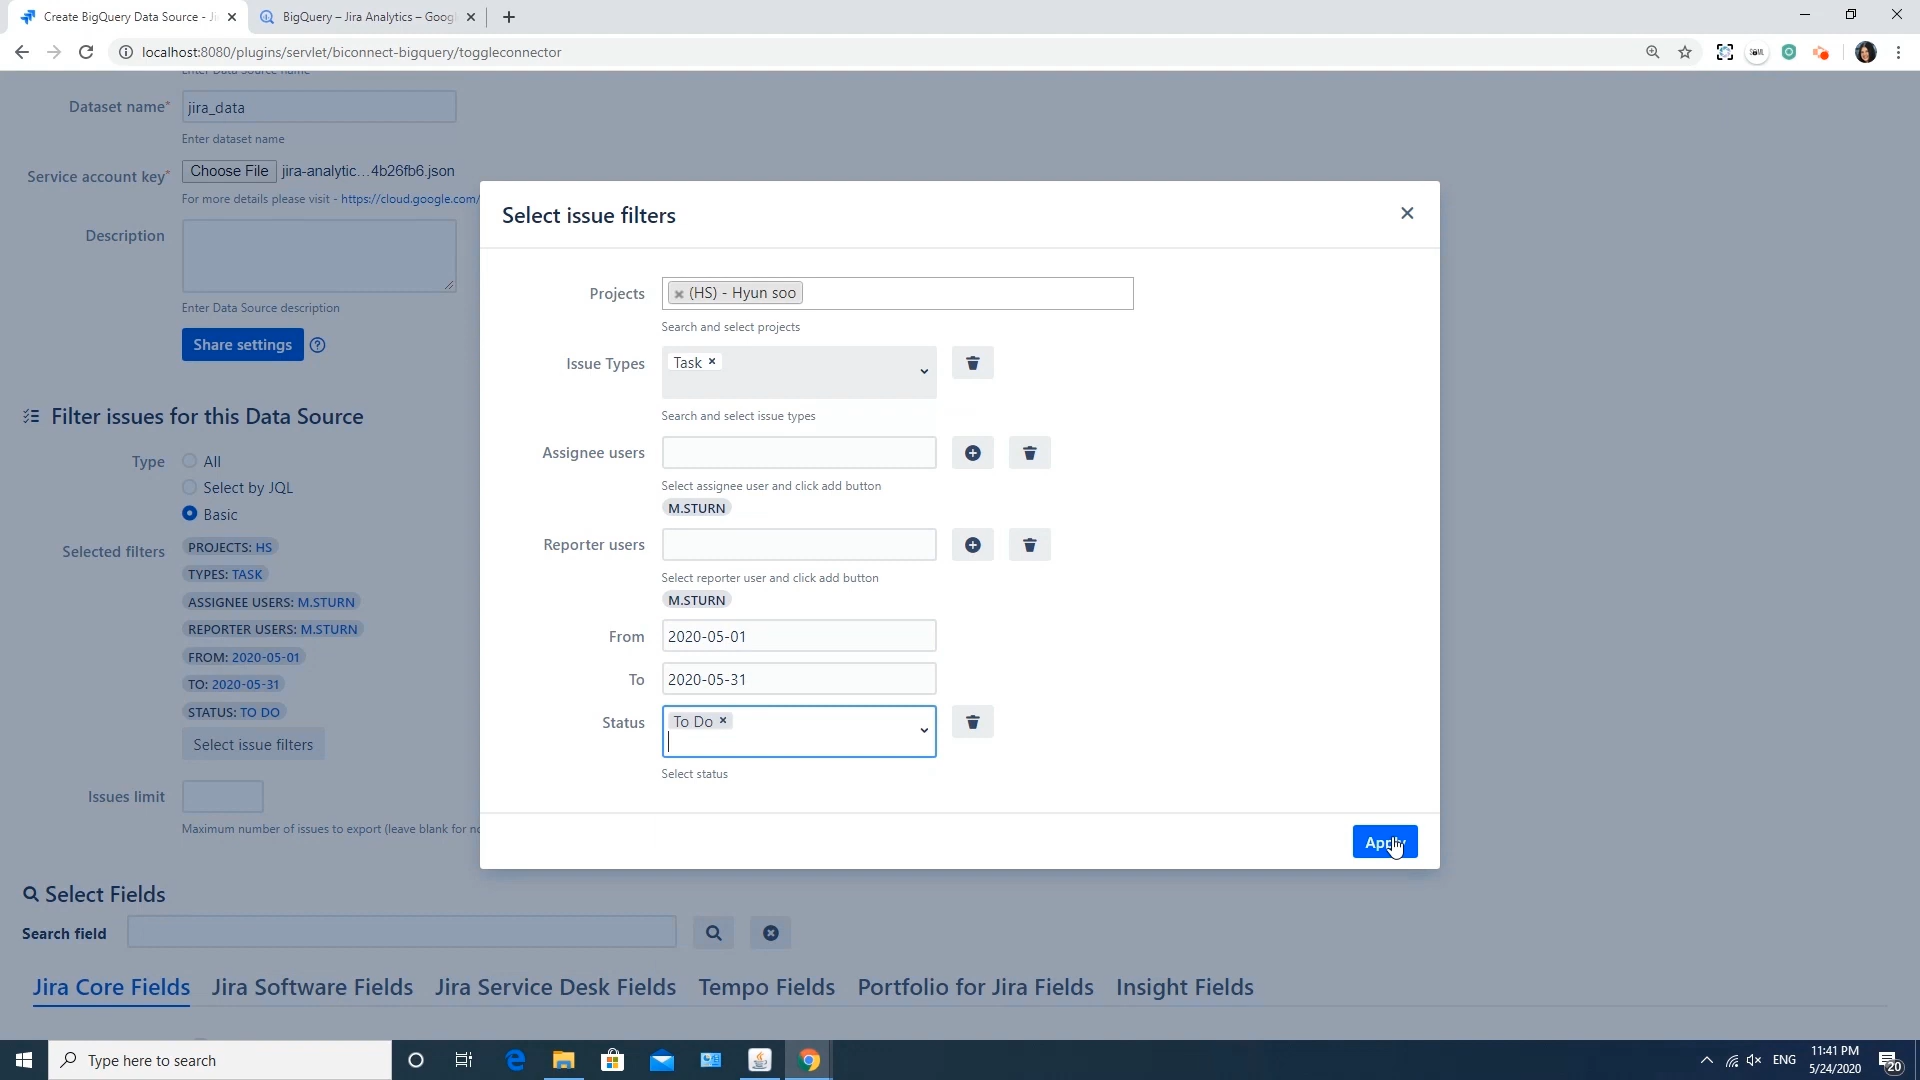 Create BigQuery Data Source - Ji
BigQuery – Jira Analytics – Goog
localhost:8080/plugins/servlet/biconnect-bigquery/toggleconnector
Enter Data Source name
Dataset name*
jira_data
Enter dataset name
Service account key*
Choose File
jira-analytic…4b26fb6.json
For more details please visit - https://cloud.google.com/
Description
Enter Data Source description
Share settings
Filter issues for this Data Source
Type
All
Select by JQL
Basic
Selected filters
PROJECTS: HS
TYPES: TASK
ASSIGNEE USERS: M.STURN
REPORTER USERS: M.STURN
FROM: 2020-05-01
TO: 2020-05-31
STATUS: TO DO
Select issue filters
Issues limit
Maximum number of issues to export (leave blank for no
Select issue filters
Projects
(HS) - Hyun soo
Search and select projects
Issue Types
Task
Search and select issue types
Assignee users
Select assignee user and click add button
M.STURN
Reporter users
Select reporter user and click add button
M.STURN
From
2020-05-01
To
2020-05-31
Status
To Do
Select status
Apply
Select Fields
Search field
Jira Core Fields
Jira Software Fields
Jira Service Desk Fields
Tempo Fields
Portfolio for Jira Fields
Insight Fields
Type here to search
ENG
11:41 PM
5/24/2020
20